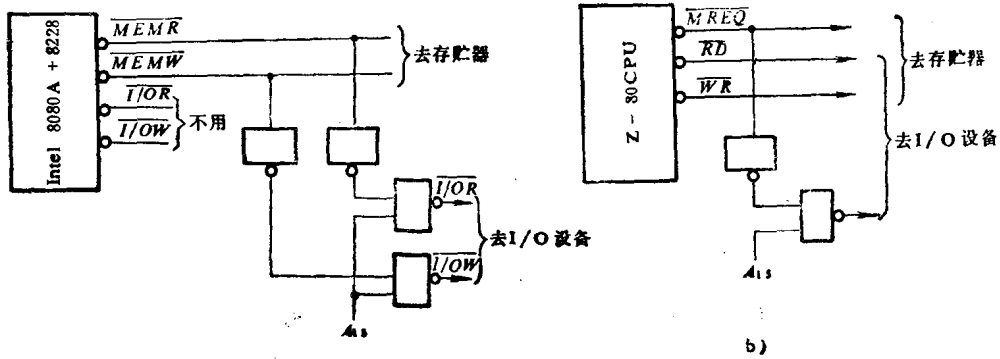 Intel 8080A + 8228
MEMR
MEMW
I/OR
I/OW
不用
去存贮器
I/OR
I/OW
去I/O设备
A15
Z-80CPU
MREQ
RD
WR
去存贮器
去I/O设备
A15
b)